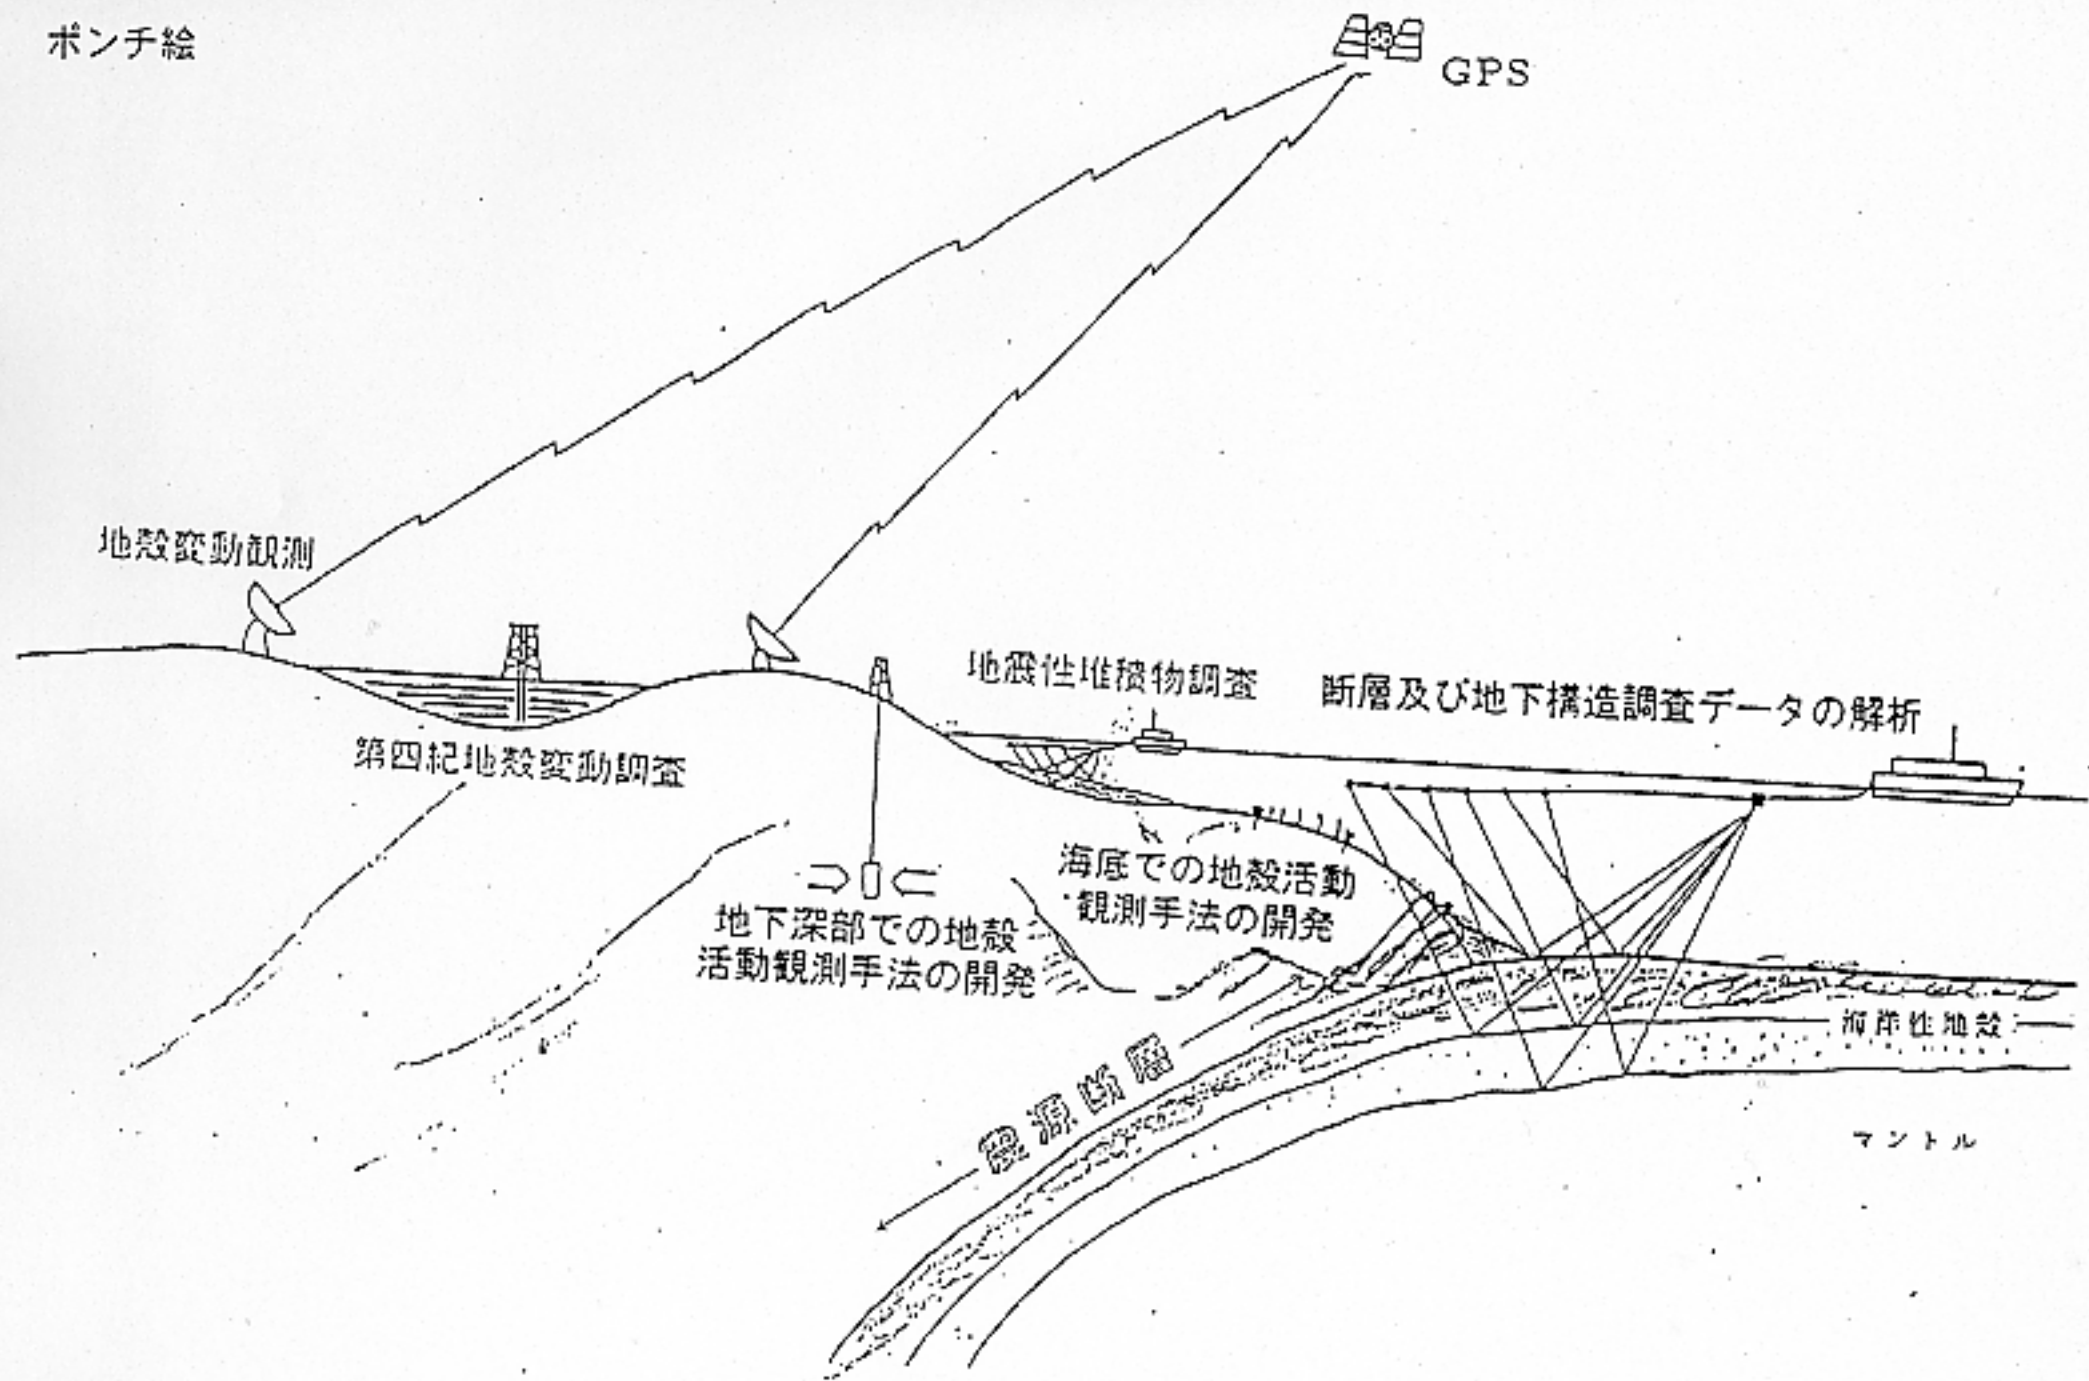 ポンチ絵
GPS
地殻変動観測
地震性堆積物調査
断層及び地下構造調査データの解析
第四紀地殻変動調査
海底での地殻活動
観測手法の開発
地下深部での地殻
活動観測手法の開発
海洋性地殻
震源断層
マントル